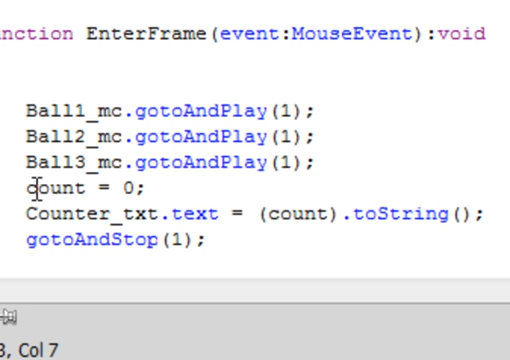 nction EnterFrame(event:MouseEvent):void
Ball1_mc.gotoAndPlay(1);
Ball2_mc.gotoAndPlay(1);
Ball3_mc.gotoAndPlay(1);
count = 0;
Counter_txt.text = (count).toString();
gotoAndStop(1);
3, Col 7